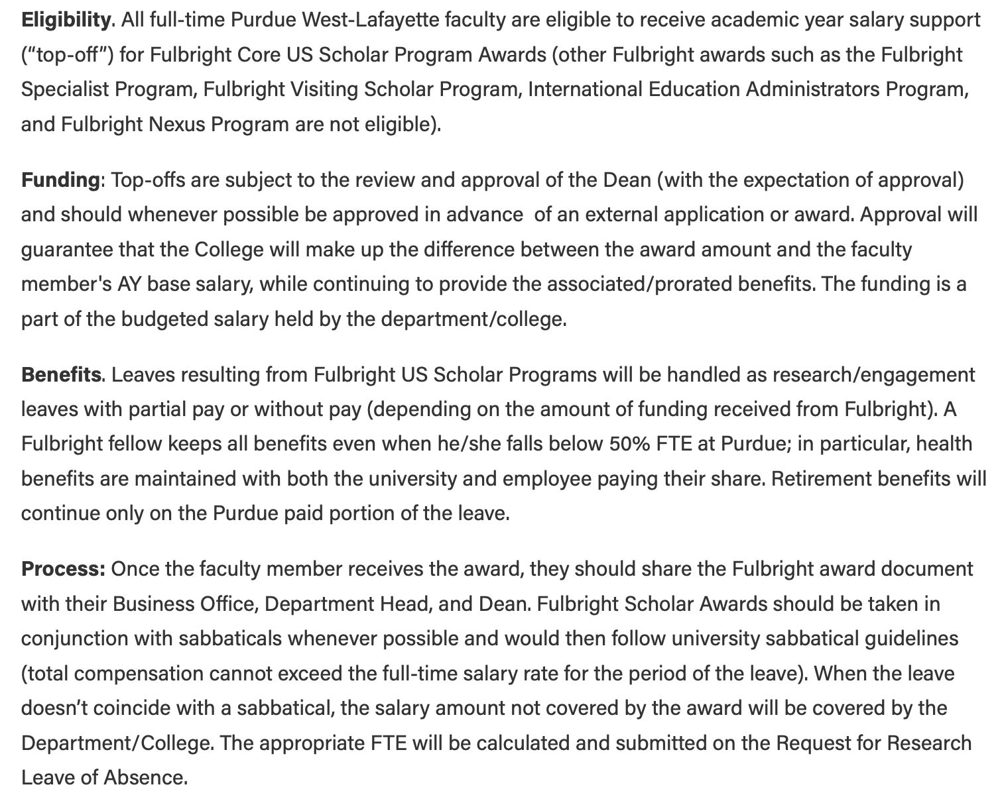 Eligibility. All full-time Purdue West-Lafayette faculty are eligible to receive academic year salary support
(“top-off”) for Fulbright Core US Scholar Program Awards (other Fulbright awards such as the Fulbright
Specialist Program, Fulbright Visiting Scholar Program, International Education Administrators Program,
and Fulbright Nexus Program are not eligible).
Funding: Top-offs are subject to the review and approval of the Dean (with the expectation of approval)
and should whenever possible be approved in advance  of an external application or award. Approval will
guarantee that the College will make up the difference between the award amount and the faculty
member's AY base salary, while continuing to provide the associated/prorated benefits. The funding is a
part of the budgeted salary held by the department/college.
Benefits. Leaves resulting from Fulbright US Scholar Programs will be handled as research/engagement
leaves with partial pay or without pay (depending on the amount of funding received from Fulbright). A
Fulbright fellow keeps all benefits even when he/she falls below 50% FTE at Purdue; in particular, health
benefits are maintained with both the university and employee paying their share. Retirement benefits will
continue only on the Purdue paid portion of the leave.
Process: Once the faculty member receives the award, they should share the Fulbright award document
with their Business Office, Department Head, and Dean. Fulbright Scholar Awards should be taken in
conjunction with sabbaticals whenever possible and would then follow university sabbatical guidelines
(total compensation cannot exceed the full-time salary rate for the period of the leave). When the leave
doesn’t coincide with a sabbatical, the salary amount not covered by the award will be covered by the
Department/College. The appropriate FTE will be calculated and submitted on the Request for Research
Leave of Absence.